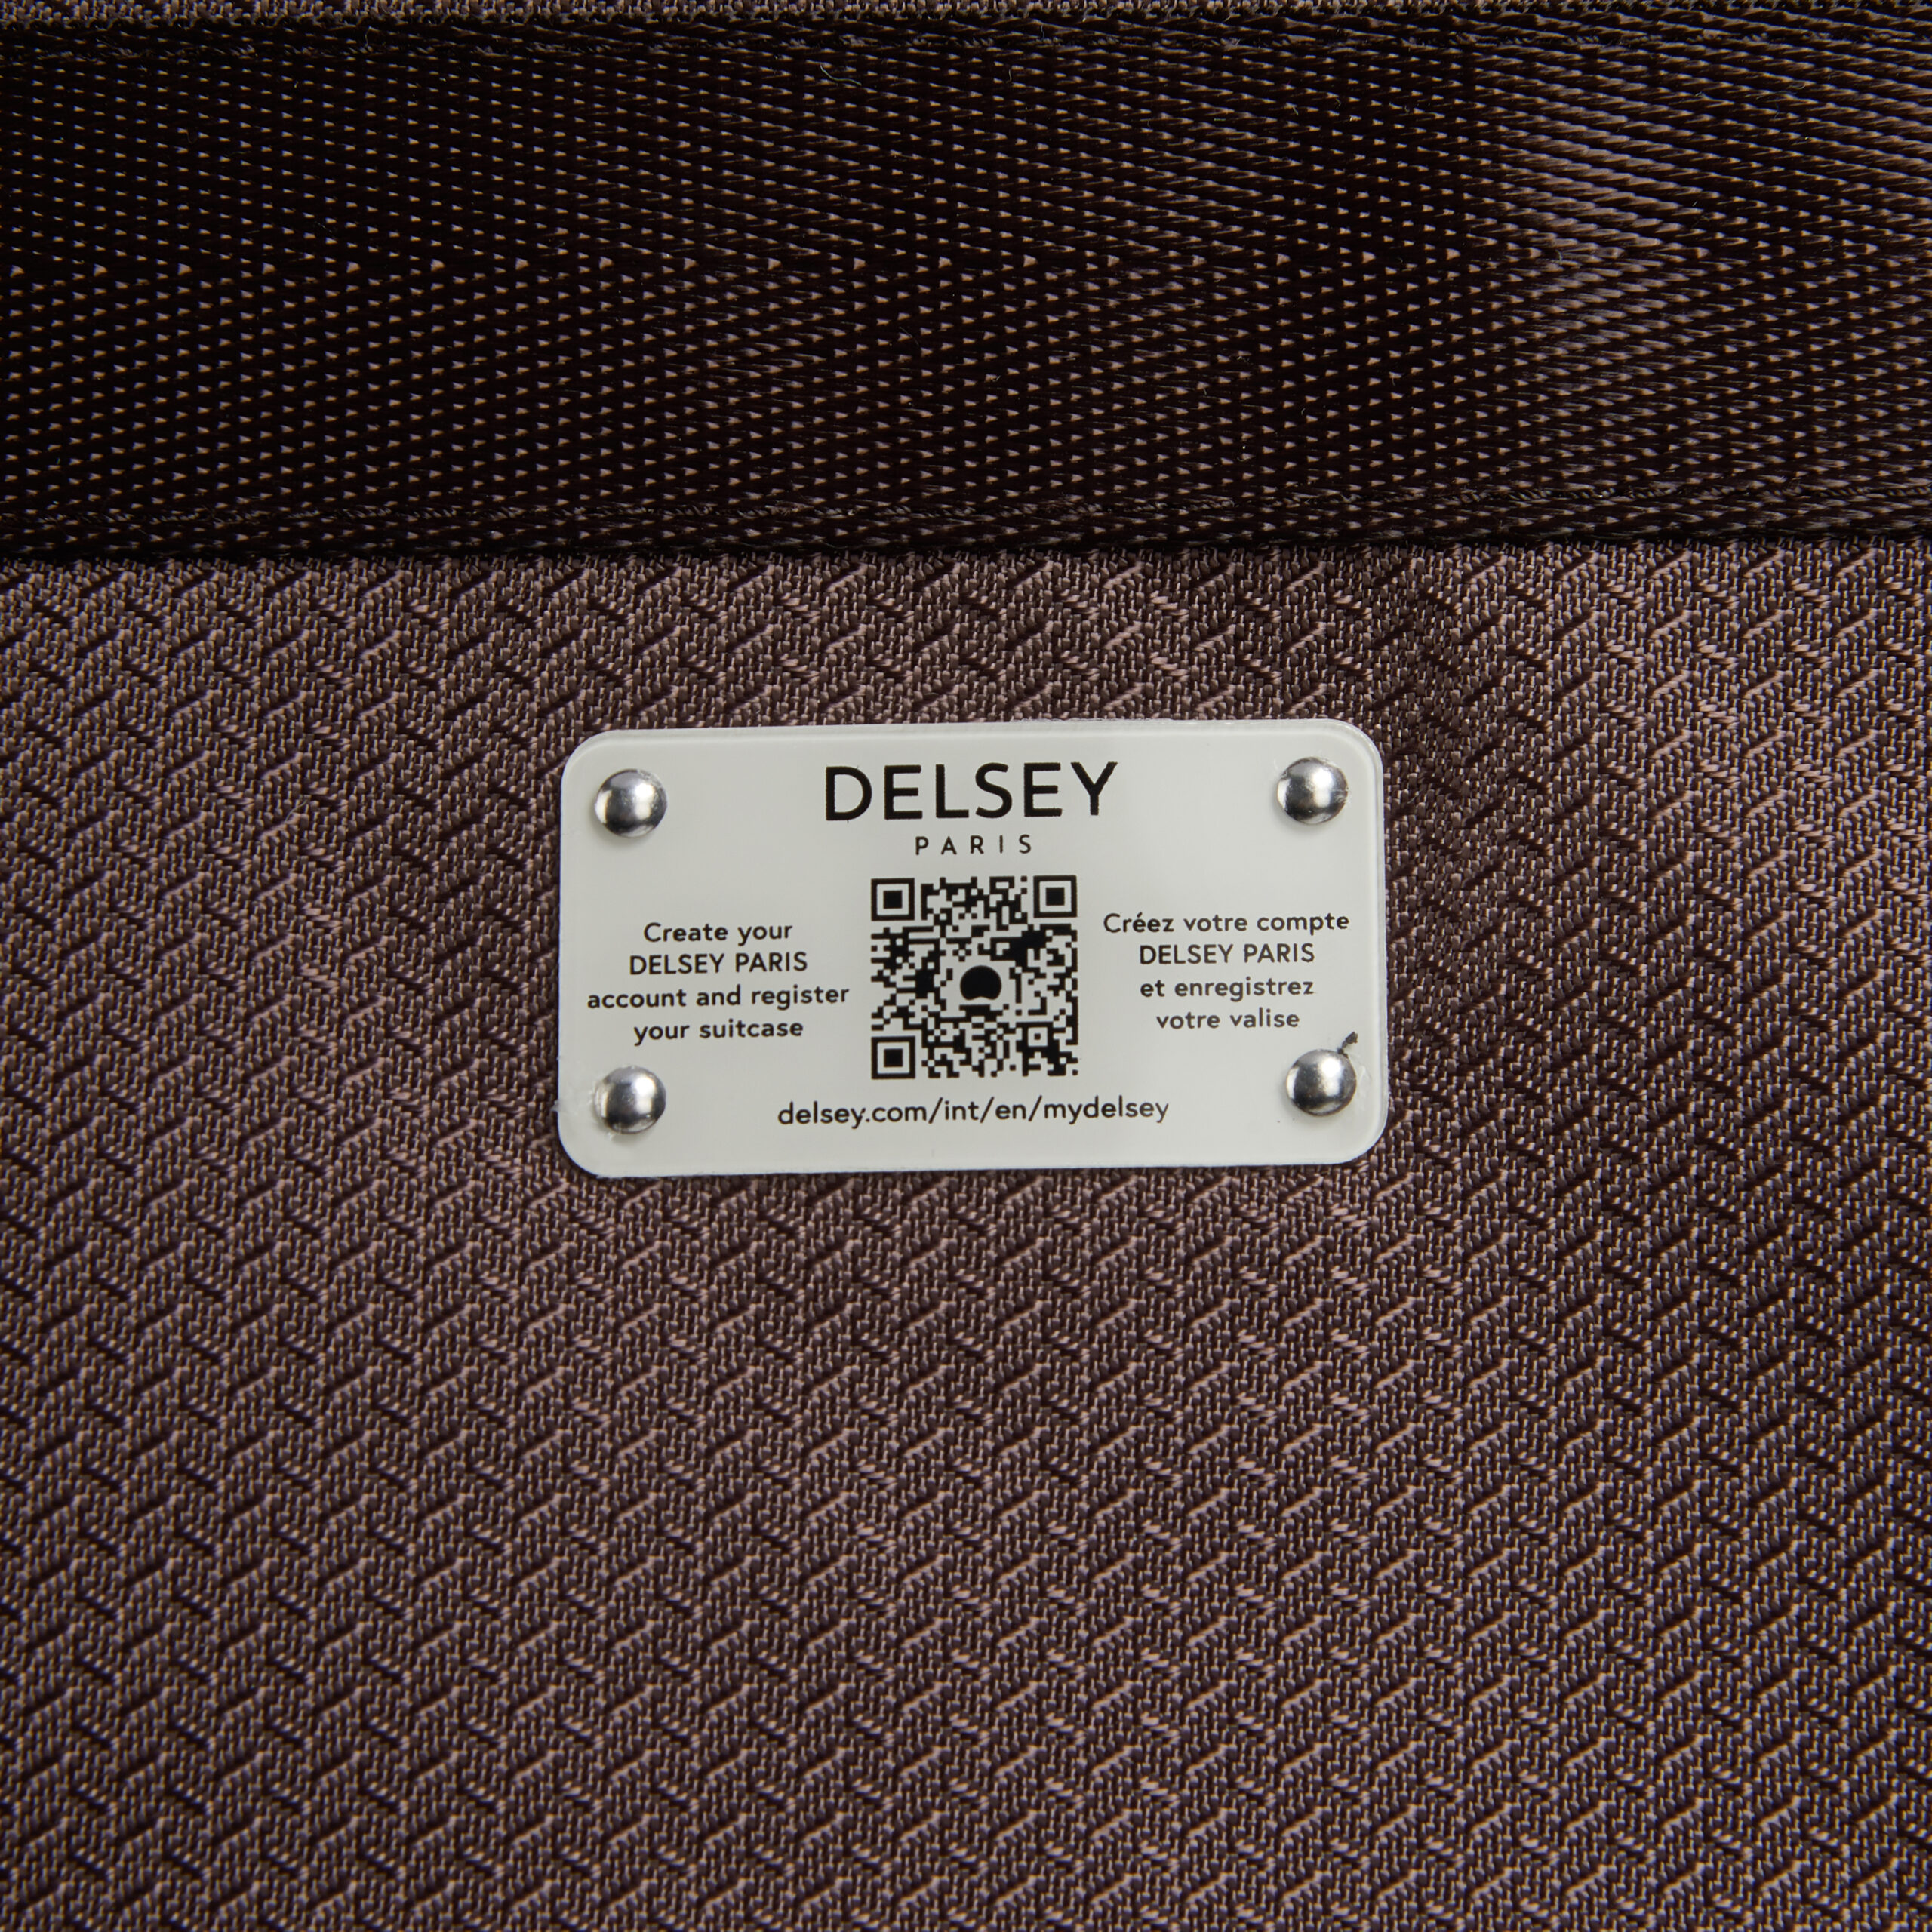 DELSEY
PARIS
Create your
DELSEY PARIS
account and register
your suitcase
Créez votre compte
DELSEY PARIS
et enregistrez
votre valise
delsey.com/int/en/mydelsey